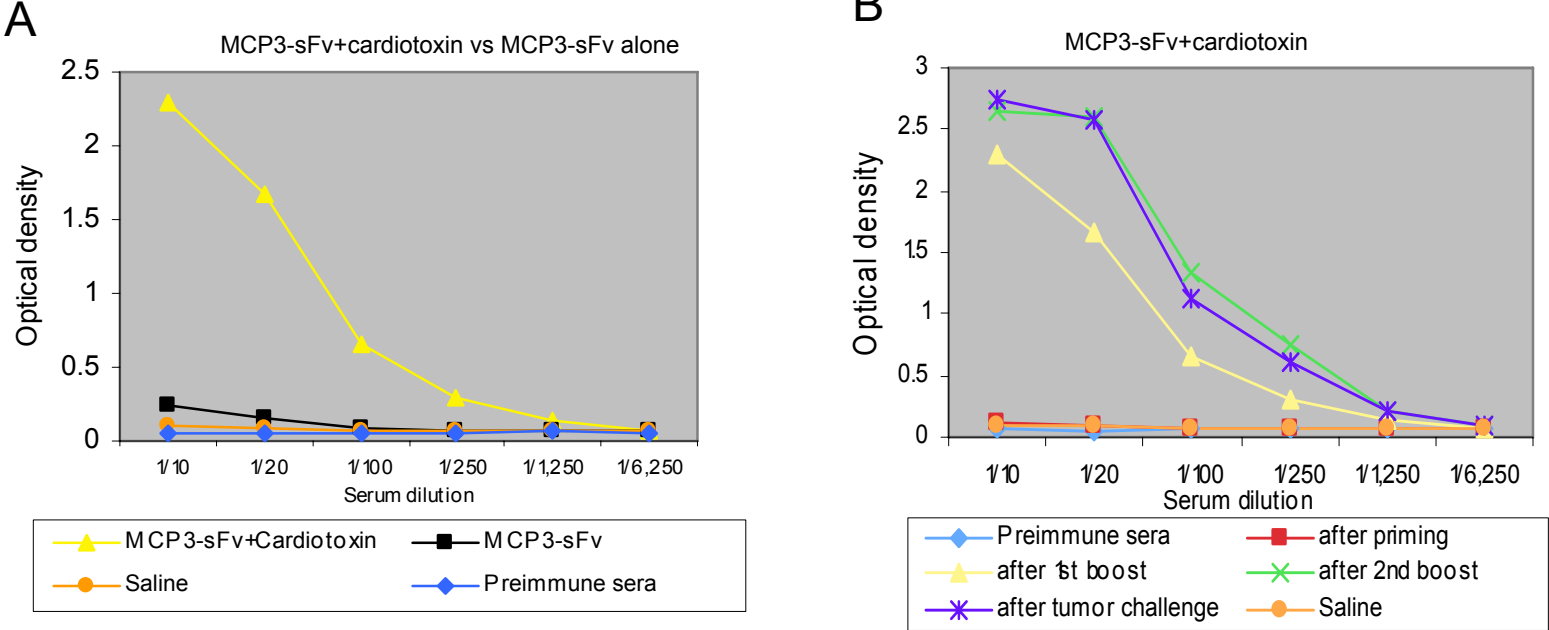 A
MCP3-sFv+cardiotoxin vs MCP3-sFv alone
2.5
2
1.5
1
0.5
0
Optical density
1/10 1/20 1/100 1/250 1/1,250 1/6,250
Serum dilution
MCP3-sFv+Cardiotoxin MCP3-sFv
Saline Preimmune sera
B
MCP3-sFv+cardiotoxin
3
2.5
2
15
1
0.5
0
Optical density
1/10 1/20 1/100 1/250 1/1,250 1/6,250
Serum dilution
Preimmune sera after priming
after 1st boost after 2nd boost
after tumor challenge Saline